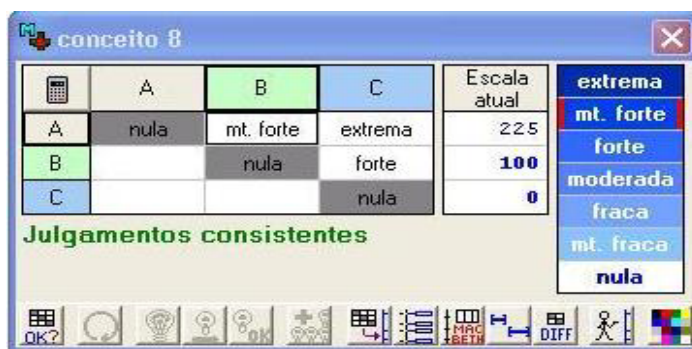 conceito 8
A B C Escala atual
A nula mt. forte extrema 225
B nula forte 100
C nula 0
Julgamentos consistentes
extrema
mt. forte
forte
moderada
fraca
mt. fraca
nula
OK? OK MAC BETH DIFF